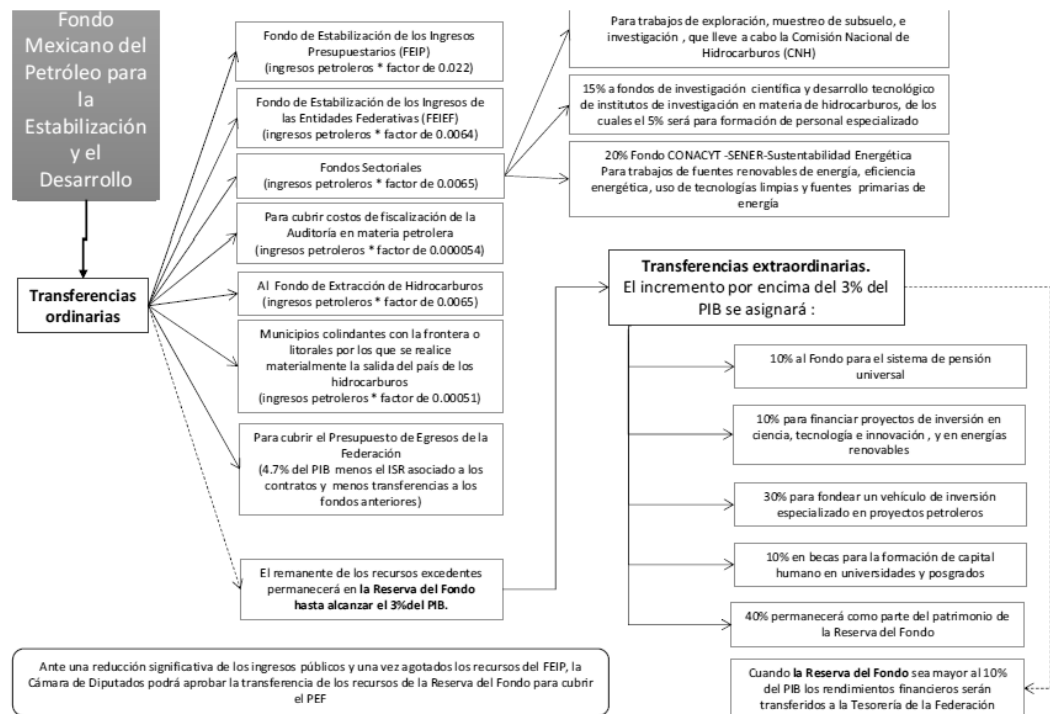 Fondo
Mexicano del
Petróleo para
la
Estabilización
y el
Desarrollo
Transferencias
ordinarias
Fondo de Estabilización de los Ingresos
Presupuestarios (FEIP)
(ingresos petroleros * factor de 0.022)
Fondo de Estabilización de los Ingresos de
las Entidades Federativas (FEIEF)
(ingresos petroleros * factor de 0.0064)
Fondos Sectoriales
(ingresos petroleros * factor de 0.0065)
Para cubrir costos de fiscalización de la
Auditoría en materia petrolera
(ingresos petroleros * factor de 0.000054)
Al Fondo de Extracción de Hidrocarburos
(ingresos petroleros * factor de 0.0065)
Municipios colindantes con la frontera o
litorales por los que se realice
materialmente la salida del país de los
hidrocarburos
(ingresos petroleros * factor de 0.00051)
Para cubrir el Presupuesto de Egresos de la
Federación
(4.7% del PIB menos el ISR asociado a los
contratos y menos transferencias a los
fondos anteriores)
El remanente de los recursos excedentes
permanecerá en la Reserva del Fondo
hasta alcanzar el 3%del PIB.
Para trabajos de exploración, muestreo de subsuelo, e
investigación , que lleve a cabo la Comisión Nacional de
Hidrocarburos (CNH)
15% a fondos de investigación científica y desarrollo tecnológico
de institutos de investigación en materia de hidrocarburos, de los
cuales el 5% será para formación de personal especializado
20% Fondo CONACYT -SENER-Sustentabilidad Energética
Para trabajos de fuentes renovables de energía, eficiencia
energética, uso de tecnologías limpias y fuentes primarias de
energía
Transferencias extraordinarias.
El incremento por encima del 3% del
PIB se asignará :
10% al Fondo para el sistema de pensión
universal
10% para financiar proyectos de inversión en
ciencia, tecnología e innovación , y en energías
renovables
30% para fondear un vehículo de inversión
especializado en proyectos petroleros
10% en becas para la formación de capital
humano en universidades y posgrados
40% permanecerá como parte del patrimonio de
la Reserva del Fondo
Cuando la Reserva del Fondo sea mayor al 10%
del PIB los rendimientos financieros serán
transferidos a la Tesorería de la Federación
Ante una reducción significativa de los ingresos públicos y una vez agotados los recursos del FEIP, la
Cámara de Diputados podrá aprobar la transferencia de los recursos de la Reserva del Fondo para cubrir
el PEF